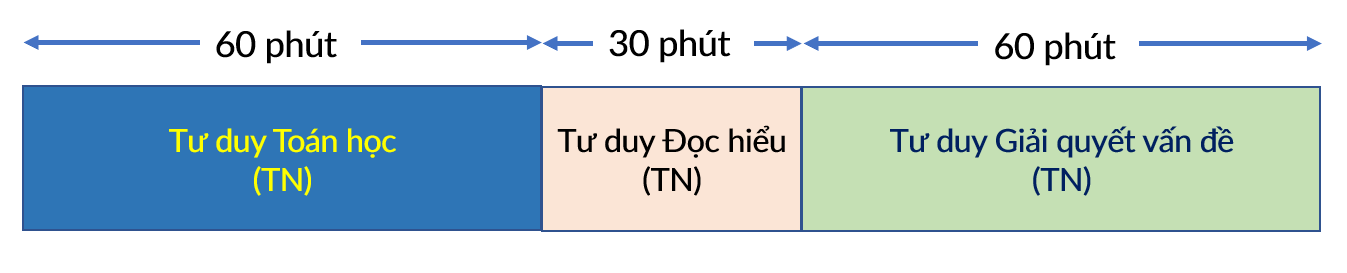 60 phút
30 phút
60 phút
Tư duy Toán học
(TN)
Tư duy Đọc hiểu
(TN)
Tư duy Giải quyết vấn đề
(TN)